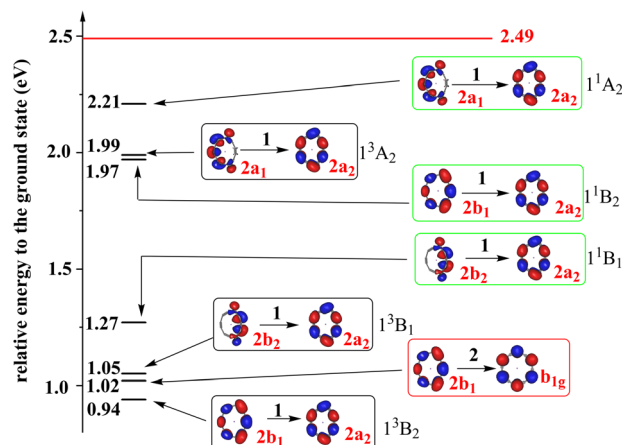 relative energy to the ground state (eV)
2.5
2.0
1.5
1.0
2.49
2.21
1
2a₁
2a₂
1¹A₂
1.99
1
2a₁
2a₂
1³A₂
1.97
1
2b₁
2a₂
1¹B₂
1
2b₂
2a₂
1¹B₁
1.27
1
2b₂
2a₂
1³B₁
1.05
2
2b₁
b₁g
1.02
0.94
1
2b₁
2a₂
1³B₂